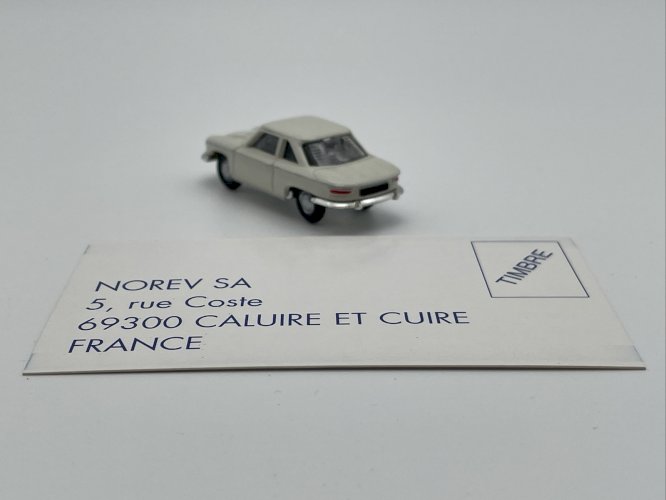 NOREV SA
5, rue Coste
69300 CALUIRE ET CUIRE
FRANCE
TIMBRE